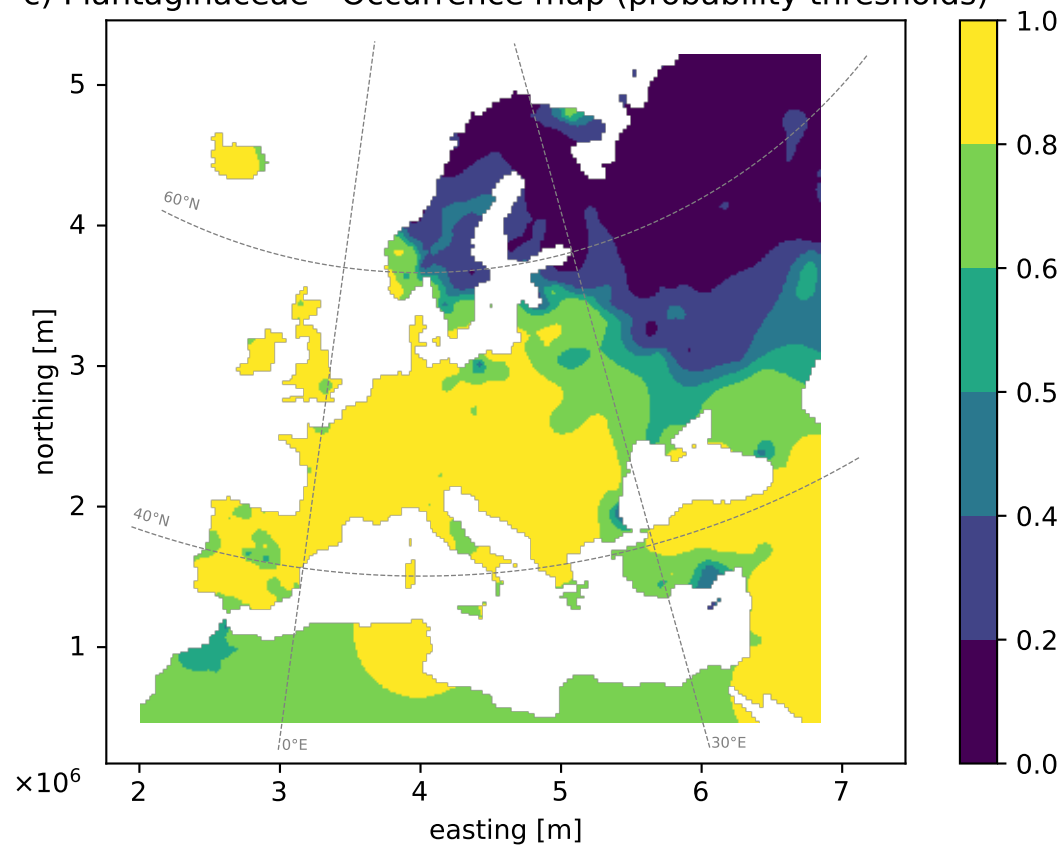 c) Plantaginaceae - Occurrence map (probability thresholds)
1.0
0.8
0.6
0.5
0.4
0.2
0.0
5
4
3
2
1
northing [m]
60°N
40°N
0°E
30°E
×10⁶
2 3 4 5 6 7
easting [m]